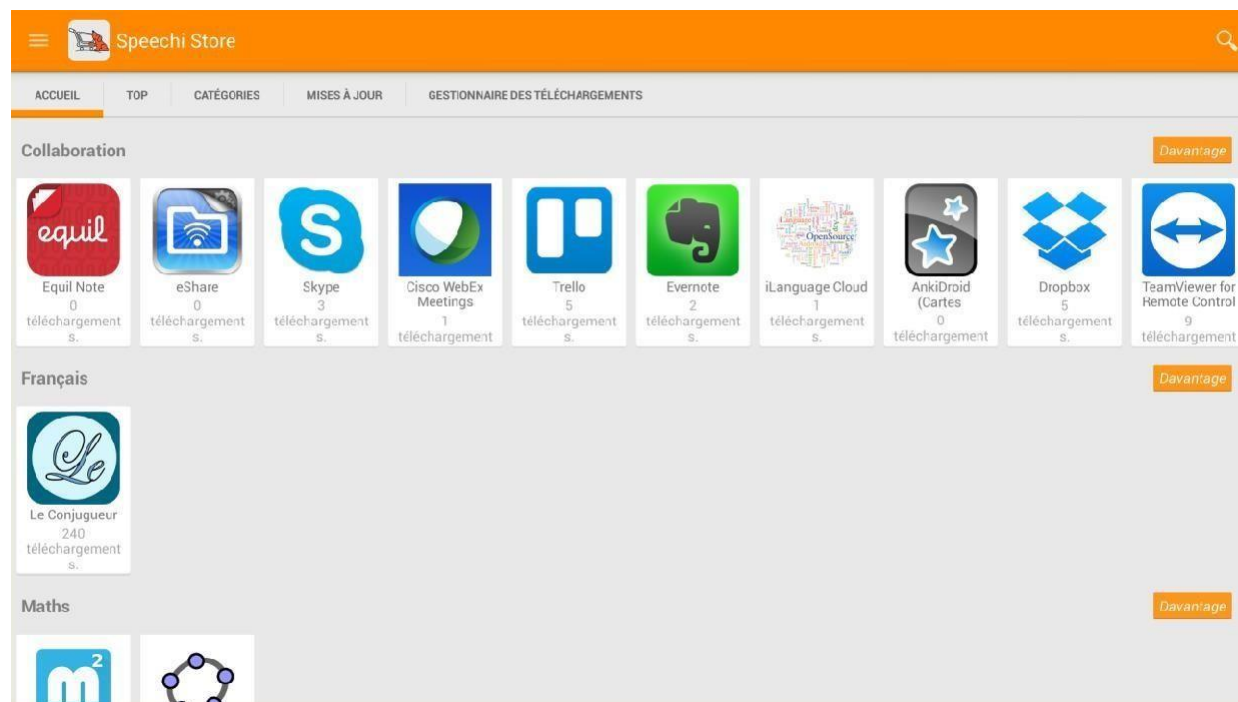 Speechi Store
ACCUEIL TOP CATÉGORIES MISES À JOUR GESTIONNAIRE DES TÉLÉCHARGEMENTS
Collaboration Davantage
equil
S
OpenSource
Equil Note eShare Skype Cisco WebEx Meetings Trello Evernote iLanguage Cloud AnkiDroid (Cartes Dropbox TeamViewer for Remote Control
0 0 3 1 5 2 1 0 5 9
téléchargement s. téléchargement s. téléchargement s. téléchargement téléchargement s. téléchargement s. téléchargement s. téléchargement téléchargement s. téléchargement
Français Davantage
Le
Le Conjugueur
240
téléchargement
s.
Maths Davantage
m2